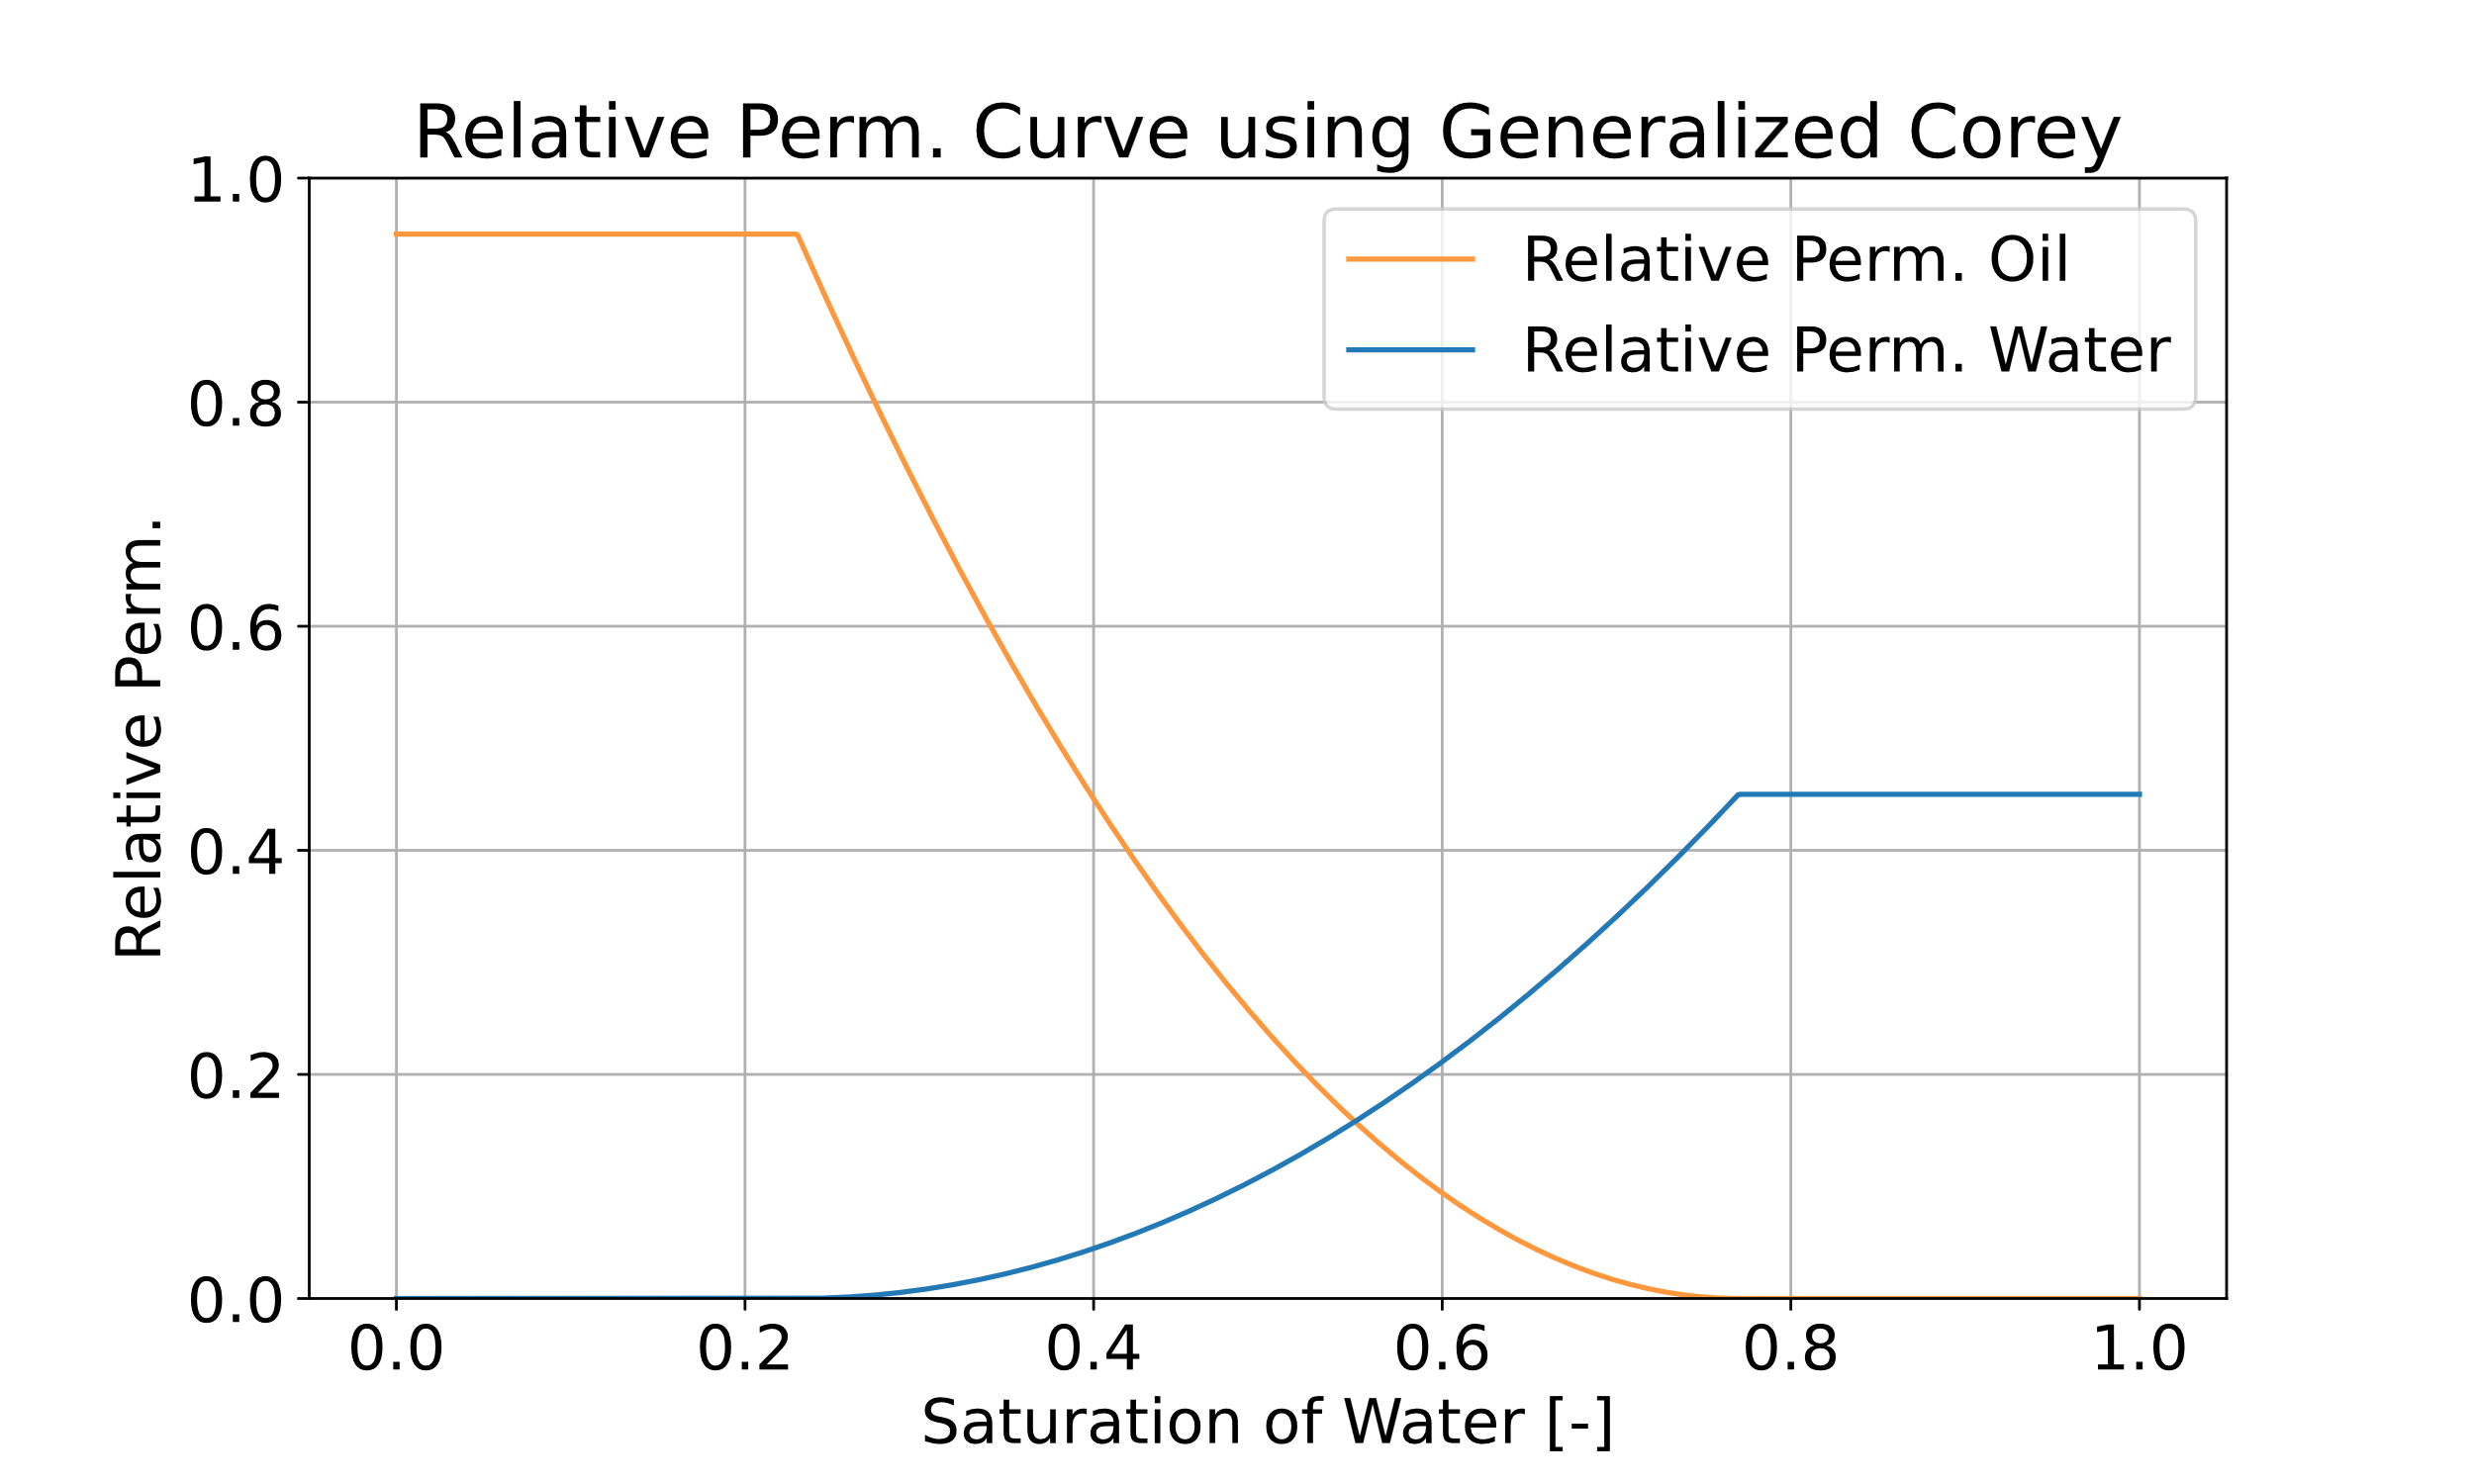 Relative Perm. Curve using Generalized Corey
1.0
0.8
0.6
0.4
0.2
0.0
Relative Perm.
Relative Perm. Oil
Relative Perm. Water
0.0 0.2 0.4 0.6 0.8 1.0
Saturation of Water [-]